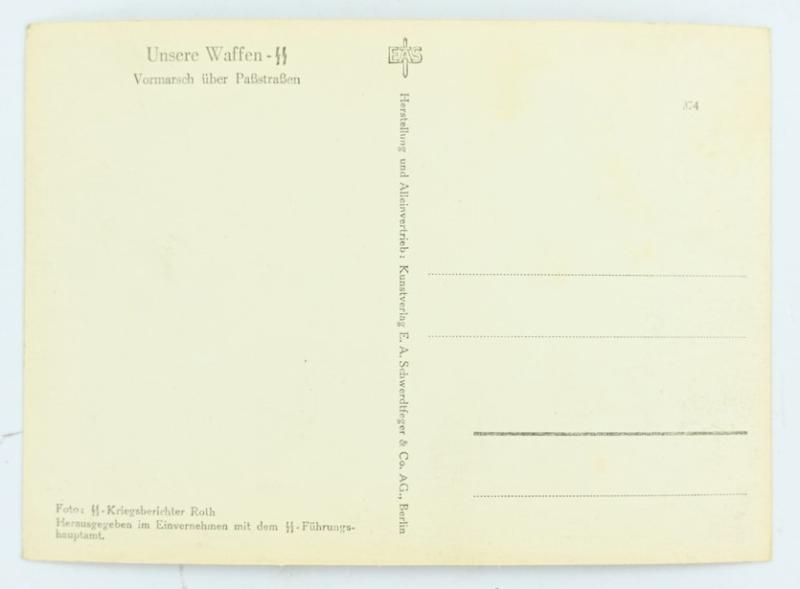 Unsere Waffen-ᛋᛋ
Vormarsch über Paßstraßen
EAS
Herstellung und Alleinvertrieb: Kunstverlag E. A. Schwerdtfeger & Co. AG., Berlin
Foto: ᛋᛋ-Kriegsberichter Roth
Herausgegeben im Einvernehmen mit dem ᛋᛋ-Führungs-
hauptamt.